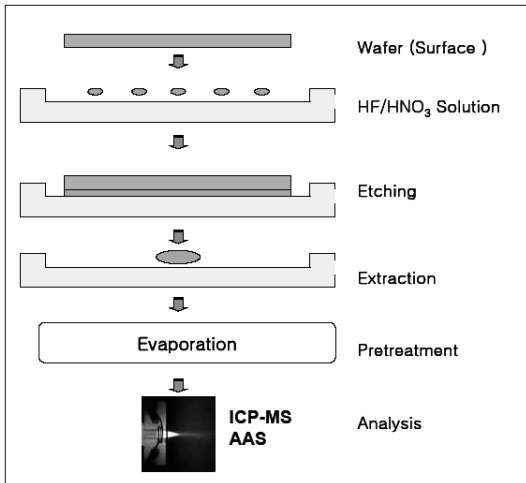 Wafer (Surface )
HF/HNO₃ Solution
Etching
Extraction
Evaporation
Pretreatment
ICP-MS
AAS
Analysis